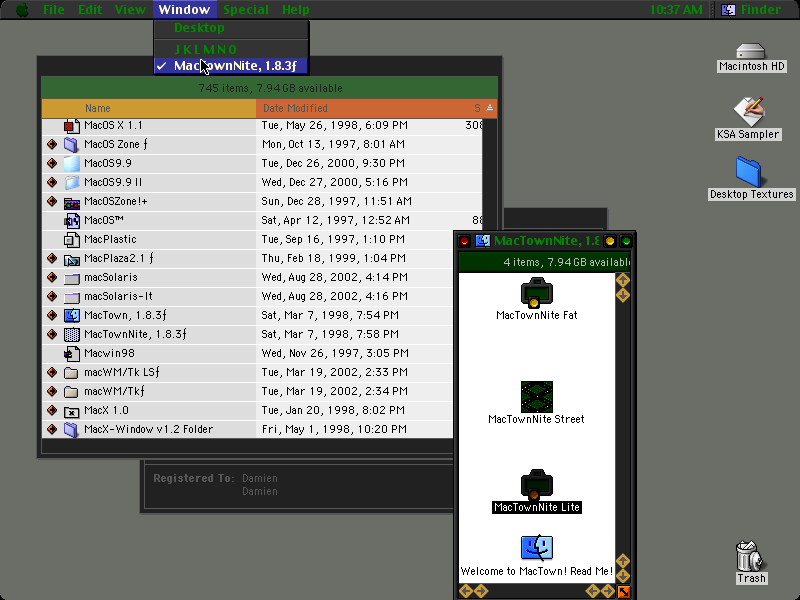 File Edit View Window Special Help 10:37 AM Finder
Desktop
J K L M N O
MacTownNite, 1.8.3ƒ
745 items, 7.94 GB available
Name Date Modified S
MacOS X 1.1 Tue, May 26, 1998, 6:09 PM 308
MacOS Zone ƒ Mon, Oct 13, 1997, 8:01 AM
MacOS9.9 Tue, Dec 26, 2000, 9:30 PM
MacOS9.9 II Wed, Dec 27, 2000, 5:16 PM
MacOSZone!+ Sun, Dec 28, 1997, 11:51 AM
MacOS™ Sat, Apr 12, 1997, 12:52 AM 88
MacPlastic Tue, Sep 16, 1997, 1:10 PM
MacPlaza2.1 ƒ Thu, Feb 18, 1999, 1:04 PM
macSolaris Wed, Aug 28, 2002, 4:14 PM
macSolaris-lt Wed, Aug 28, 2002, 4:16 PM
MacTown, 1.8.3ƒ Sat, Mar 7, 1998, 7:54 PM
MacTownNite, 1.8.3ƒ Sat, Mar 7, 1998, 7:58 PM
Macwin98 Wed, Nov 26, 1997, 3:05 PM
macWM/Tk LSƒ Tue, Mar 19, 2002, 2:33 PM
macWM/Tkƒ Tue, Mar 19, 2002, 2:34 PM
MacX 1.0 Tue, Jan 20, 1998, 8:02 PM
MacX-Window v1.2 Folder Fri, May 1, 1998, 10:20 PM
Registered To: Damien
Damien
MacTownNite, 1.8
4 items, 7.94 GB available
MacTownNite Fat
MacTownNite Street
MacTownNite Lite
Welcome to MacTown! Read Me!
Macintosh HD
KSA Sampler
Desktop Textures
Trash